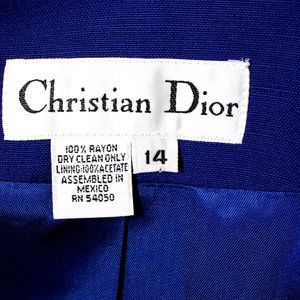 Christian Dior
100% RAYON
DRY CLEAN ONLY
LINING:100% ACETATE
ASSEMBLED IN
MEXICO
RN 54050
14